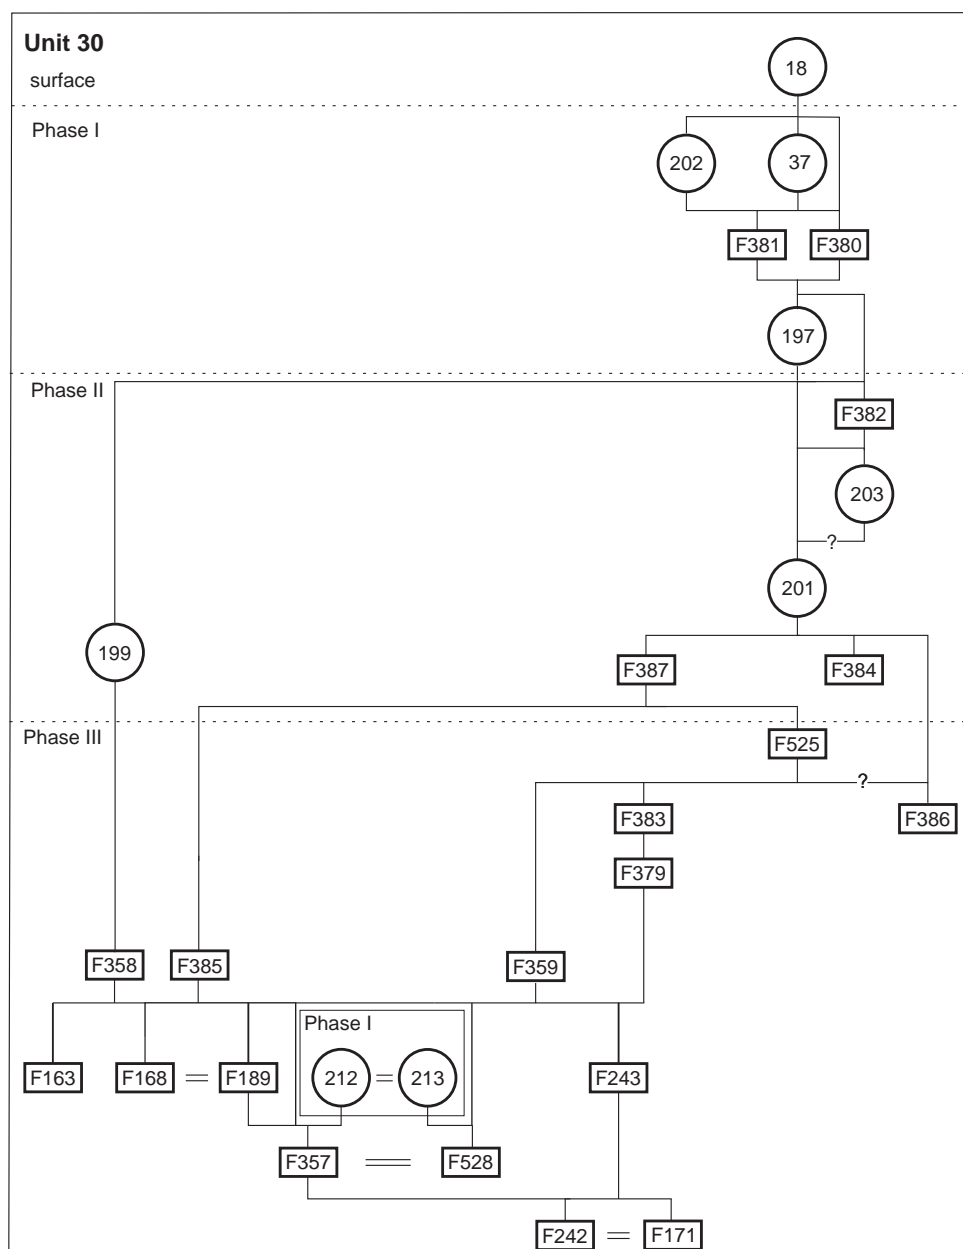 Unit 30
surface
18
Phase I
202
37
F381
F380
197
Phase II
F382
203
?
201
199
F387
F384
Phase III
F525
?
F383
F386
F379
F358
F385
F359
Phase I
F163
F168 = F189
212 = 213
F243
F357 = F528
F242 = F171